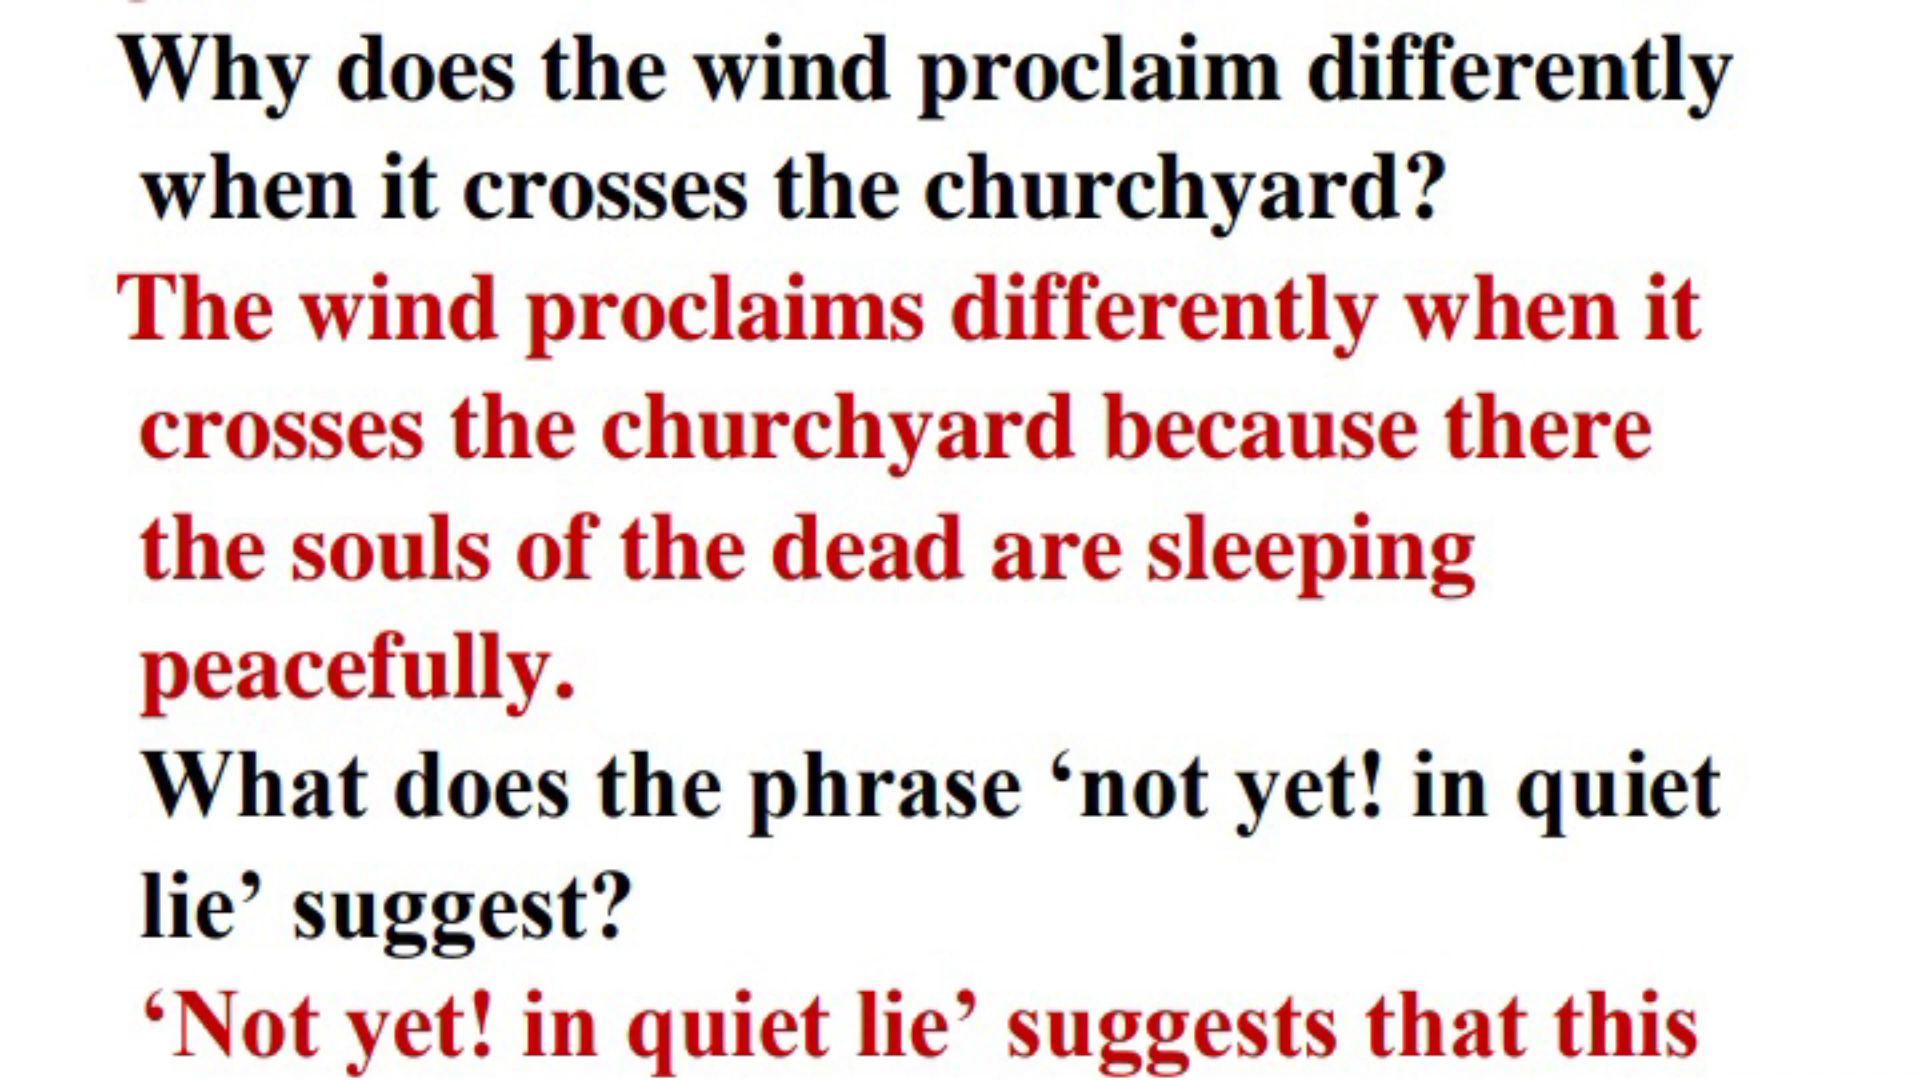 Why does the wind proclaim differently
when it crosses the churchyard?
The wind proclaims differently when it
crosses the churchyard because there
the souls of the dead are sleeping
peacefully.
What does the phrase ‘not yet! in quiet
lie’ suggest?
‘Not yet! in quiet lie’ suggests that this